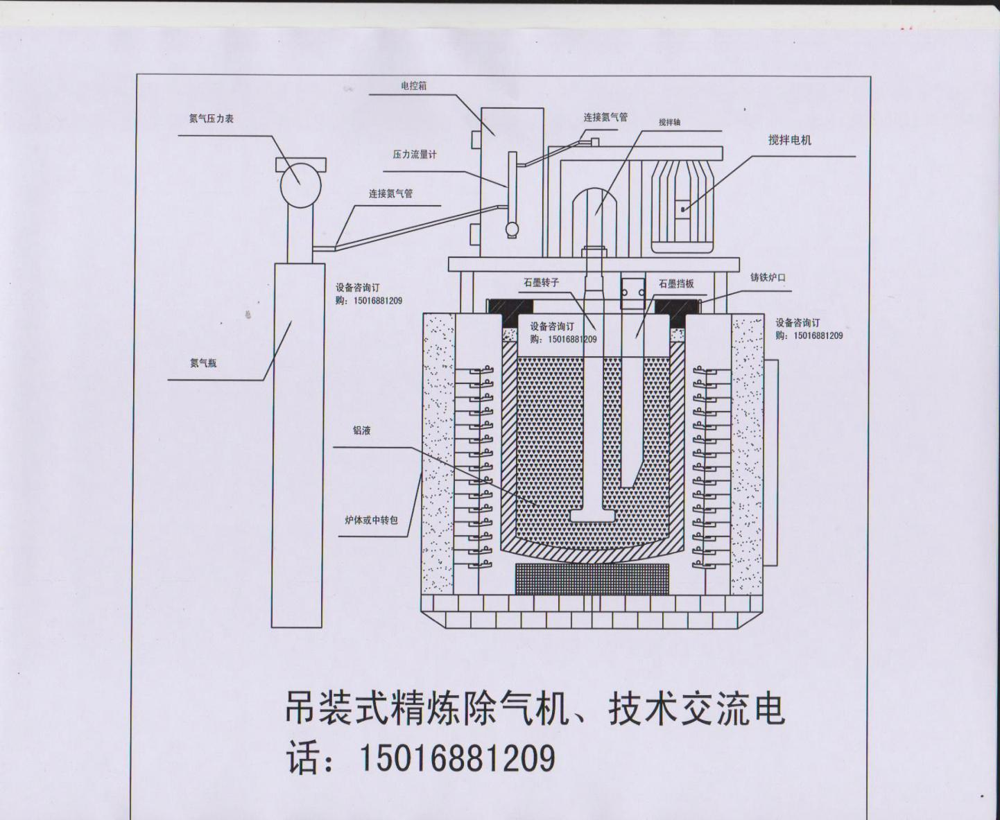 电控箱
氮气压力表
连接氮气管
搅拌轴
搅拌电机
压力流量计
连接氮气管
石墨转子
石墨挡板
铸铁炉口
设备咨询订
购：15016881209
设备咨询订
购：15016881209
设备咨询订
购：15016881209
氮气瓶
铝液
炉体或中转包
吊装式精炼除气机、技术交流电
话：15016881209